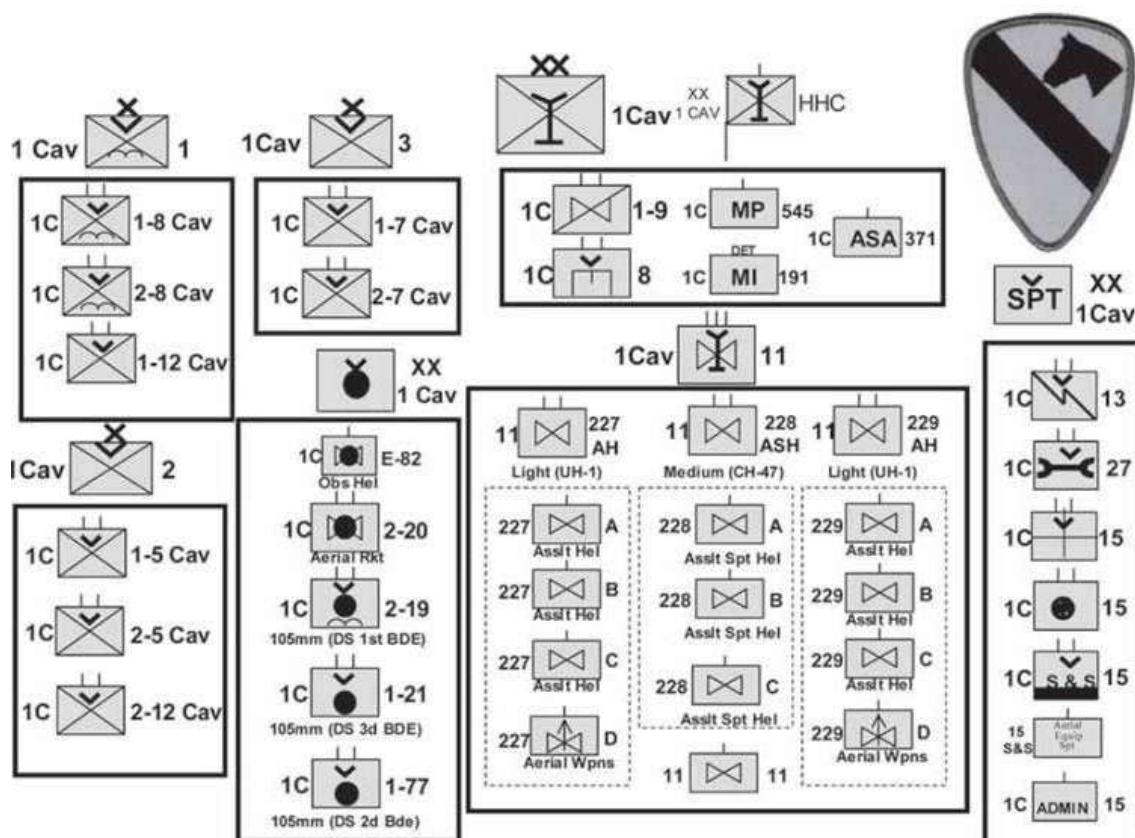 XX
1Cav
XX
1 CAV
HHC
X
1 Cav
1
X
1Cav
3
1C
1-8 Cav
1C
2-8 Cav
1C
1-12 Cav
1C
1-7 Cav
1C
2-7 Cav
1C
1-9
1C
8
1C
MP
545
DET
1C
MI
191
1C
ASA
371
SPT
XX
1Cav
X
1Cav
2
1C
1-5 Cav
1C
2-5 Cav
1C
2-12 Cav
XX
1 Cav
1C
E-82
Obs Hel
1C
2-20
Aerial Rkt
1C
2-19
105mm (DS 1st BDE)
1C
1-21
105mm (DS 3d BDE)
1C
1-77
105mm (DS 2d Bde)
1Cav
11
11
227
AH
Light (UH-1)
11
228
ASH
Medium (CH-47)
11
229
AH
Light (UH-1)
227
A
Asslt Hel
227
B
Asslt Hel
227
C
Asslt Hel
227
D
Aerial Wpns
228
A
Asslt Spt Hel
228
B
Asslt Spt Hel
228
C
Asslt Spt Hel
11
11
229
A
Asslt Hel
229
B
Asslt Hel
229
C
Asslt Hel
229
D
Aerial Wpns
1C
13
1C
27
1C
15
1C
15
1C
S & S
15
15
S&S
Aerial
Equip
Spt
1C
ADMIN
15